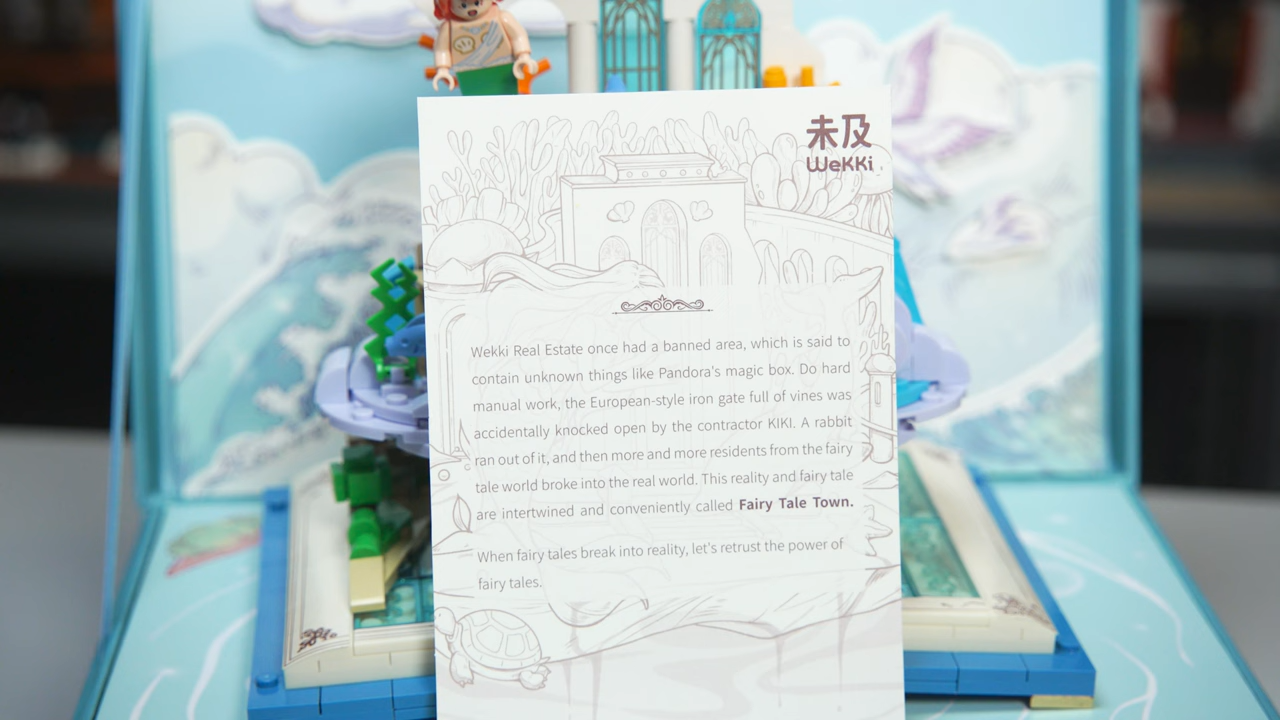 未及
WeKKi
Wekki Real Estate once had a banned area, which is said to
contain unknown things like Pandora's magic box. Do hard
manual work, the European-style iron gate full of vines was
accidentally knocked open by the contractor KIKI. A rabbit
ran out of it, and then more and more residents from the fairy
tale world broke into the real world. This reality and fairy tale
are intertwined and conveniently called Fairy Tale Town.
When fairy tales break into reality, let's retrust the power of
fairy tales.